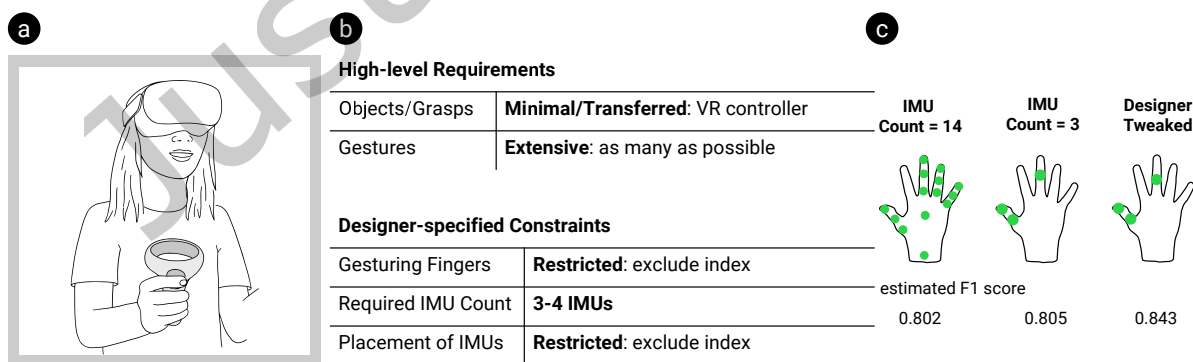 a
b
c
High-level Requirements
Objects/Grasps Minimal/Transferred: VR controller
Gestures Extensive: as many as possible
Designer-specified Constraints
Gesturing Fingers Restricted: exclude index
Required IMU Count 3-4 IMUs
Placement of IMUs Restricted: exclude index
IMU IMU Designer
Count = 14 Count = 3 Tweaked
estimated F1 score
0.802 0.805 0.843